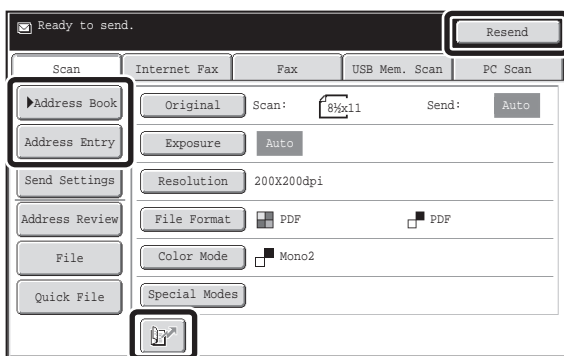 Ready to send.
Resend
Scan Internet Fax Fax USB Mem. Scan PC Scan
Address Book Original Scan: 8½x11 Send: Auto
Address Entry Exposure Auto
Send Settings Resolution 200X200dpi
Address Review File Format PDF PDF
File Color Mode Mono2
Quick File Special Modes